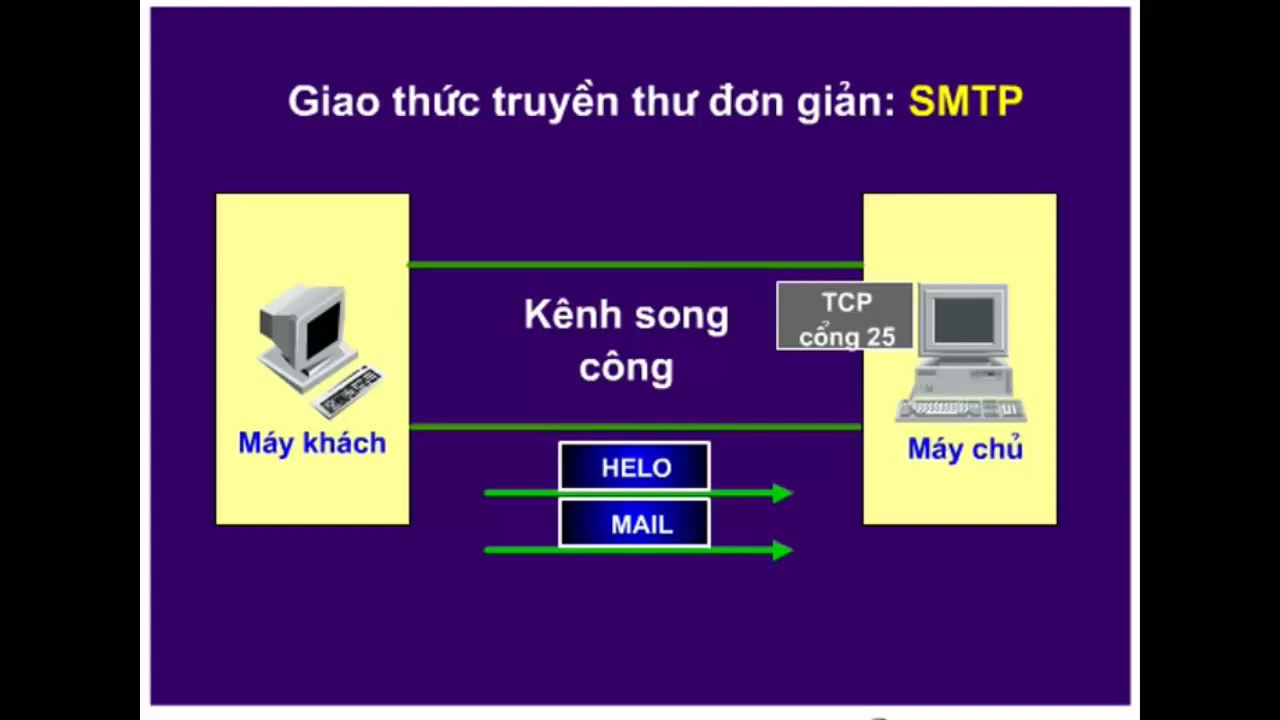 Giao thức truyền thư đơn giản: SMTP
Kênh song
công
TCP
cổng 25
Máy khách
Máy chủ
HELO
MAIL